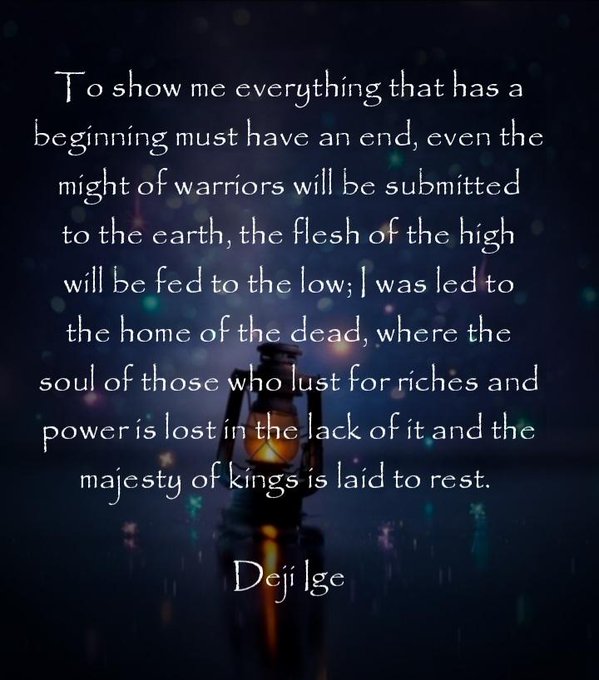 To show me everything that has a
beginning must have an end, even the
might of warriors will be submitted
to the earth, the flesh of the high
will be fed to the low; I was led to
the home of the dead, where the
soul of those who lust for riches and
power is lost in the lack of it and the
majesty of kings is laid to rest.
Deji Ige